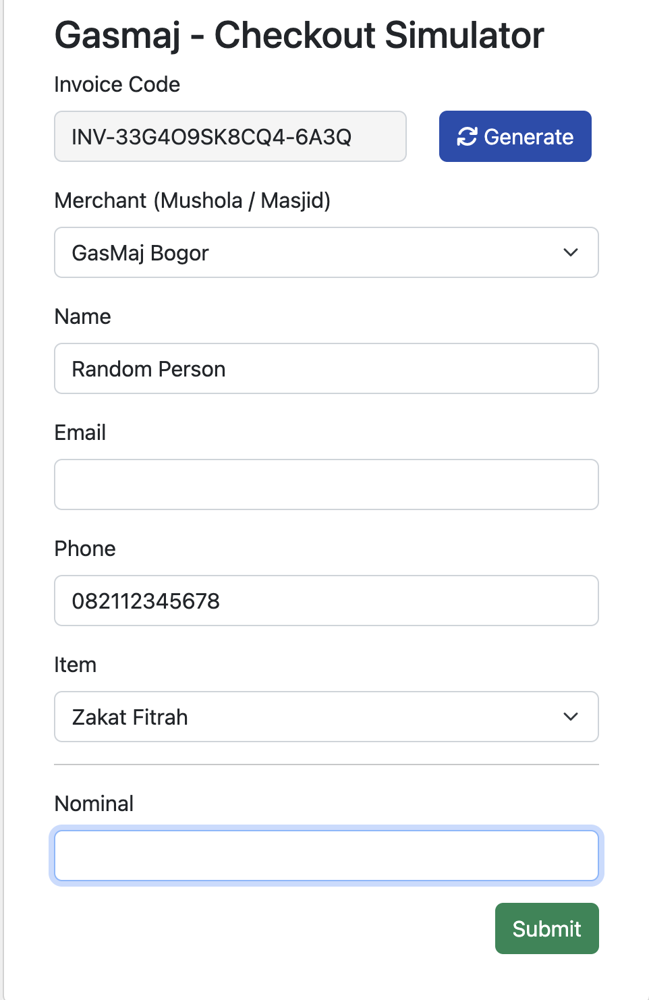 Gasmaj - Checkout Simulator
Invoice Code
INV-33G4O9SK8CQ4-6A3Q
Generate
Merchant (Mushola / Masjid)
GasMaj Bogor
Name
Random Person
Email
Phone
082112345678
Item
Zakat Fitrah
Nominal
Submit